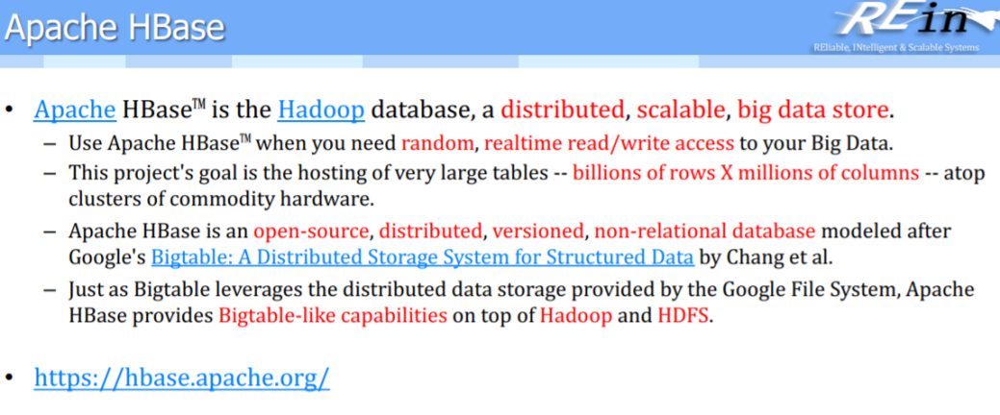 Apache HBase
REin
REliable, INtelligent & Scalable Systems
• Apache HBase™ is the Hadoop database, a distributed, scalable, big data store.
– Use Apache HBase™ when you need random, realtime read/write access to your Big Data.
– This project's goal is the hosting of very large tables -- billions of rows X millions of columns -- atop
clusters of commodity hardware.
– Apache HBase is an open-source, distributed, versioned, non-relational database modeled after
Google's Bigtable: A Distributed Storage System for Structured Data by Chang et al.
– Just as Bigtable leverages the distributed data storage provided by the Google File System, Apache
HBase provides Bigtable-like capabilities on top of Hadoop and HDFS.
• https://hbase.apache.org/